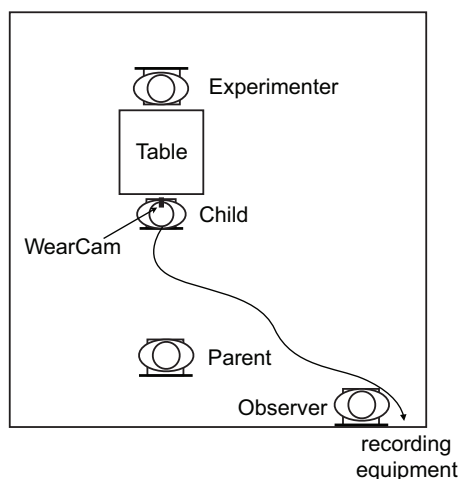 Experimenter
Table
Child
WearCam
Parent
Observer
recording
equipment